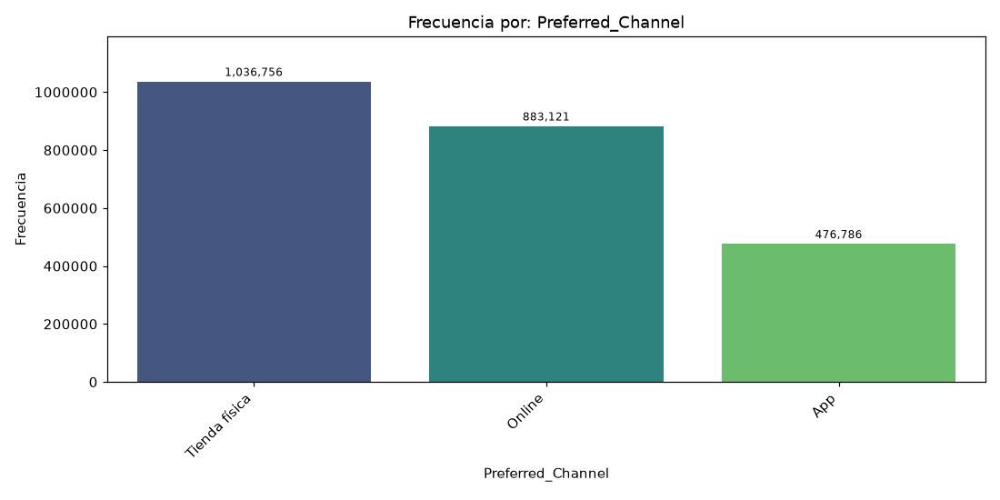 Frecuencia por: Preferred_Channel
1,036,756
883,121
476,786
1000000
800000
600000
400000
200000
0
Frecuencia
Tienda física
Online
App
Preferred_Channel